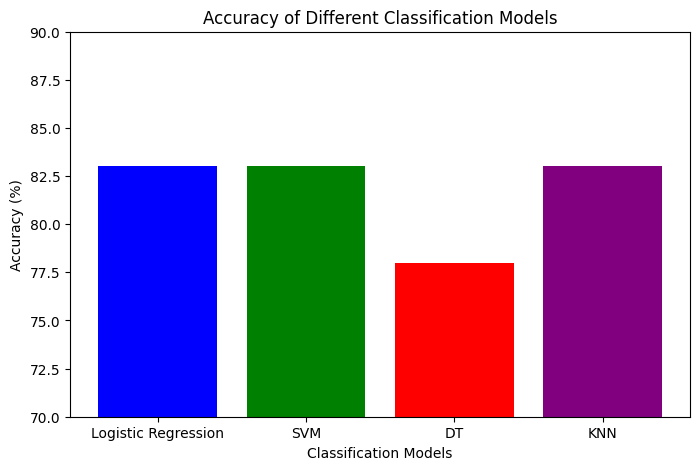 Accuracy of Different Classification Models
90.0
87.5
85.0
82.5
80.0
77.5
75.0
72.5
70.0
Accuracy (%)
Logistic Regression SVM DT KNN
Classification Models